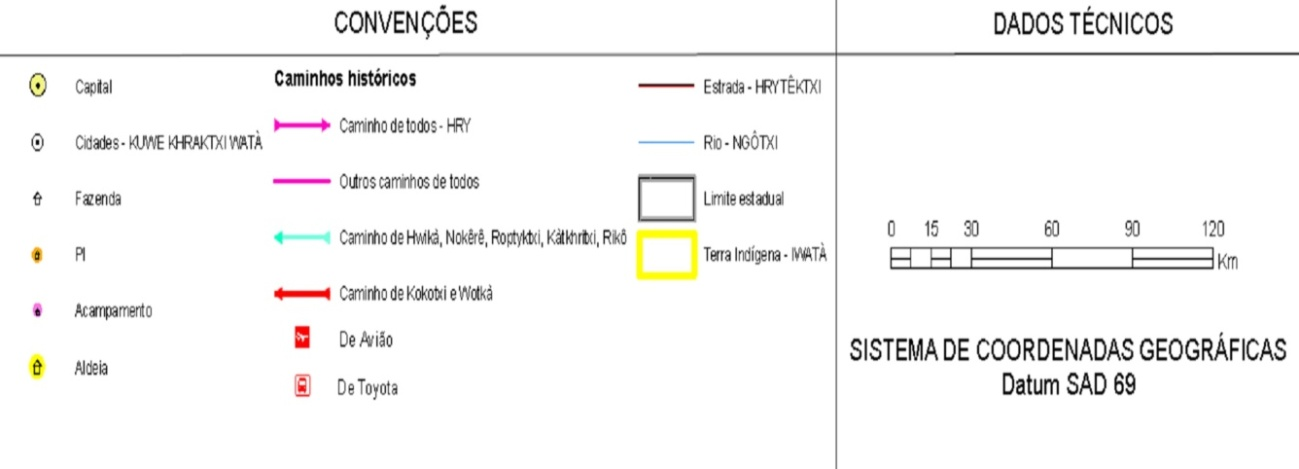 CONVENÇÕES
Capital
Cidades - KUWE KHRAKTXI WATÀ
Fazenda
PI
Acampamento
Aldeia
Caminhos históricos
Caminho de todos - HRY
Outros caminhos de todos
Caminho de Hwikà, Nokêrê, Roptyktxi, Kàtkhritxi, Rikô
Caminho de Kokotxi e Wotkà
De Avião
De Toyota
Estrada - HRYTÊKTXI
Rio - NGÔTXI
Limite estadual
Terra Indígena - IWATÀ
DADOS TÉCNICOS
0 15 30 60 90 120
Km
SISTEMA DE COORDENADAS GEOGRÁFICAS
Datum SAD 69